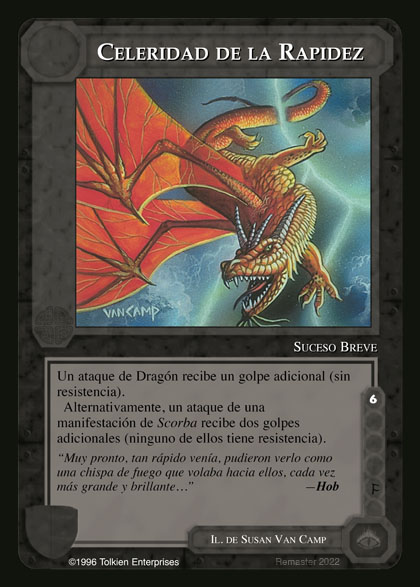 Celeridad de la Rapidez
VANCAMP
Suceso Breve
Un ataque de Dragón recibe un golpe adicional (sin
resistencia).
Alternativamente, un ataque de una
manifestación de Scorba recibe dos golpes
adicionales (ninguno de ellos tiene resistencia).
“Muy pronto, tan rápido venía, pudieron verlo como
una chispa de fuego que volaba hacia ellos, cada vez
más grande y brillante…” —Hob
6
F
Il. de Susan Van Camp
©1996 Tolkien Enterprises
Remaster 2022